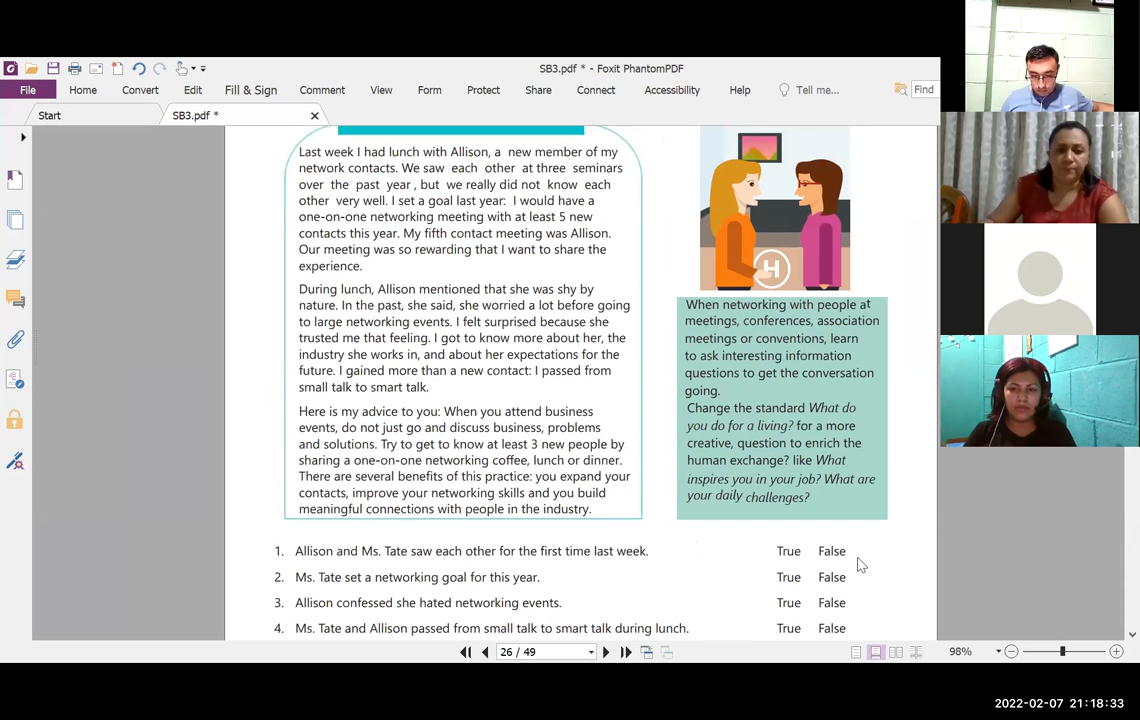 SB3.pdf * - Foxit PhantomPDF
File Home Convert Edit Fill & Sign Comment View Form Protect Share Connect Accessibility Help Tell me... Find
Start SB3.pdf *
Last week I had lunch with Allison, a new member of my
network contacts. We saw each other at three seminars
over the past year, but we really did not know each
other very well. I set a goal last year: I would have a
one-on-one networking meeting with at least 5 new
contacts this year. My fifth contact meeting was Allison.
Our meeting was so rewarding that I want to share the
experience.
During lunch, Allison mentioned that she was shy by
nature. In the past, she said, she worried a lot before going
to large networking events. I felt surprised because she
trusted me that feeling. I got to know more about her, the
industry she works in, and about her expectations for the
future. I gained more than a new contact: I passed from
small talk to smart talk.
Here is my advice to you: When you attend business
events, do not just go and discuss business, problems
and solutions. Try to get to know at least 3 new people by
sharing a one-on-one networking coffee, lunch or dinner.
There are several benefits of this practice: you expand your
contacts, improve your networking skills and you build
meaningful connections with people in the industry.
H
When networking with people at
meetings, conferences, association
meetings or conventions, learn
to ask interesting information
questions to get the conversation
going.
Change the standard What do
you do for a living? for a more
creative, question to enrich the
human exchange? like What
inspires you in your job? What are
your daily challenges?
1. Allison and Ms. Tate saw each other for the first time last week. True False
2. Ms. Tate set a networking goal for this year. True False
3. Allison confessed she hated networking events. True False
4. Ms. Tate and Allison passed from small talk to smart talk during lunch. True False
26 / 49
98%
2022-02-07 21:18:33